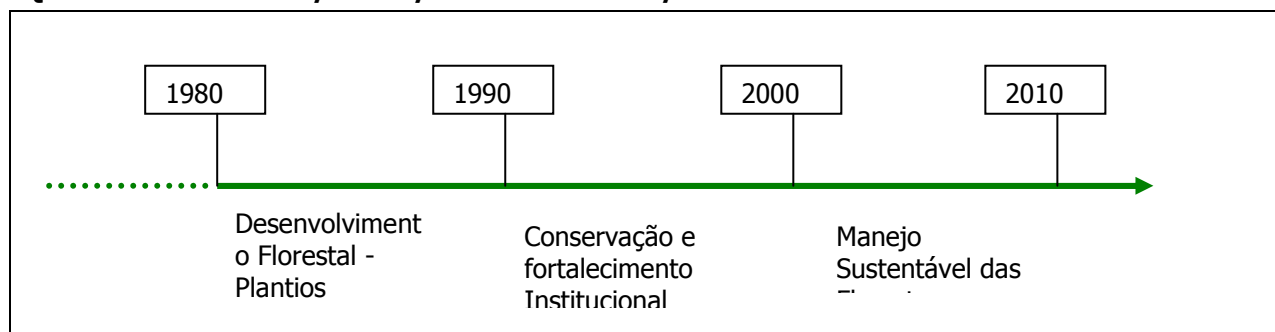 1980
1990
2000
2010
Desenvolviment
o Florestal -
Plantios
Conservação e
fortalecimento
Institucional
Manejo
Sustentável das